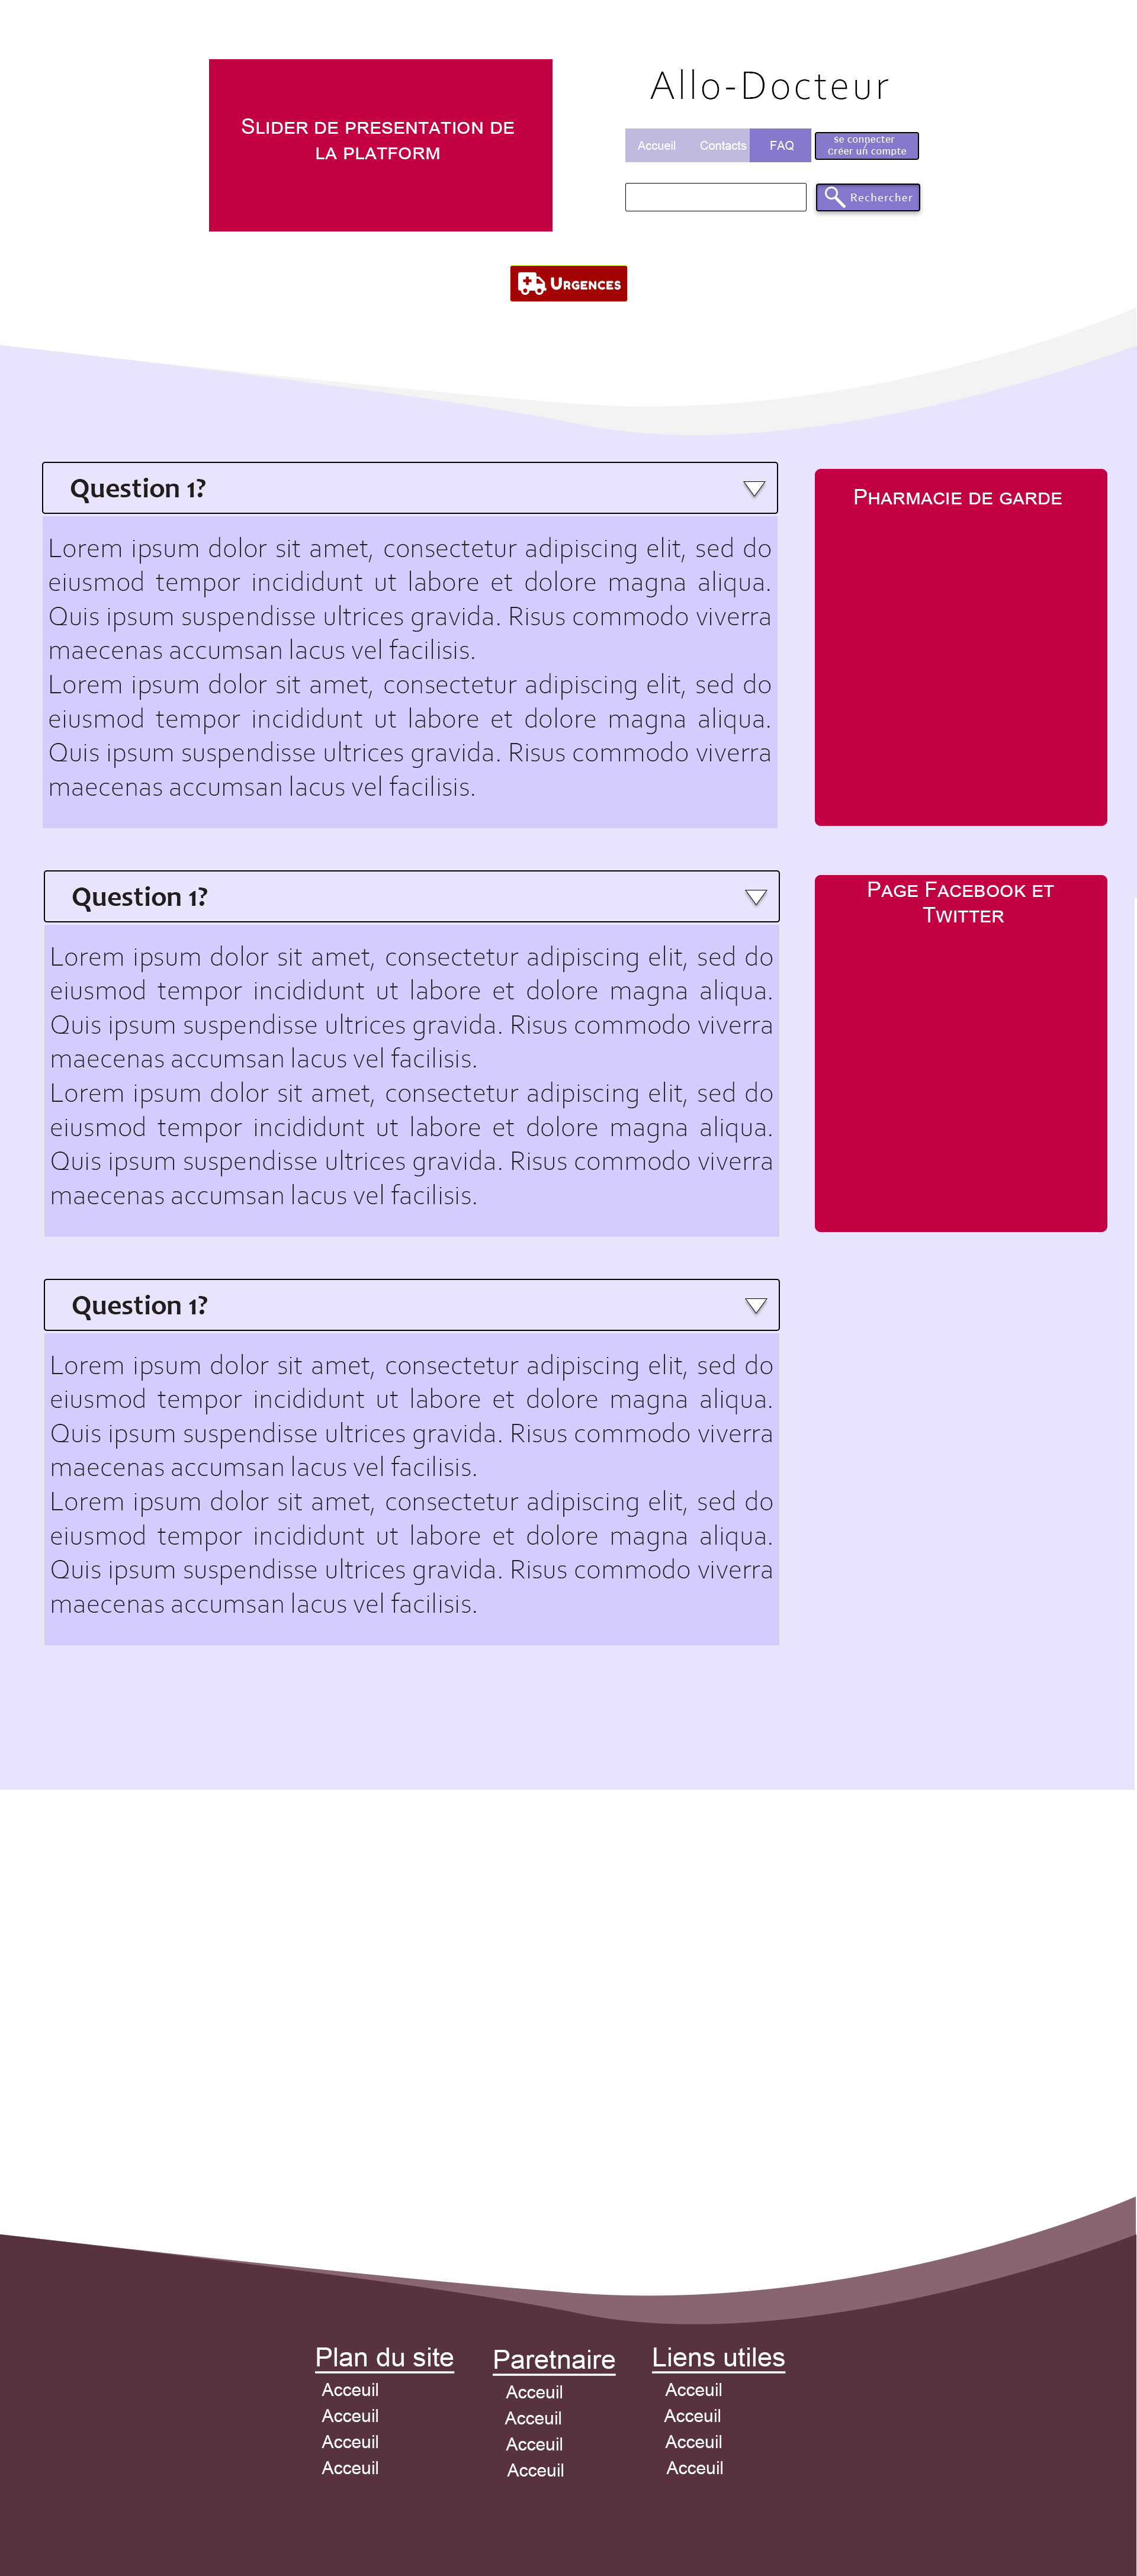 Slider de presentation de
la platform
Allo-Docteur
Accueil Contacts FAQ
se connecter
/
Créer un compte
Rechercher
Urgences
Question 1?
Lorem ipsum dolor sit amet, consectetur adipiscing elit, sed do
eiusmod tempor incididunt ut labore et dolore magna aliqua.
Quis ipsum suspendisse ultrices gravida. Risus commodo viverra
maecenas accumsan lacus vel facilisis.
Lorem ipsum dolor sit amet, consectetur adipiscing elit, sed do
eiusmod tempor incididunt ut labore et dolore magna aliqua.
Quis ipsum suspendisse ultrices gravida. Risus commodo viverra
maecenas accumsan lacus vel facilisis.
Pharmacie de garde
Question 1?
Lorem ipsum dolor sit amet, consectetur adipiscing elit, sed do
eiusmod tempor incididunt ut labore et dolore magna aliqua.
Quis ipsum suspendisse ultrices gravida. Risus commodo viverra
maecenas accumsan lacus vel facilisis.
Lorem ipsum dolor sit amet, consectetur adipiscing elit, sed do
eiusmod tempor incididunt ut labore et dolore magna aliqua.
Quis ipsum suspendisse ultrices gravida. Risus commodo viverra
maecenas accumsan lacus vel facilisis.
Page Facebook et
Twitter
Question 1?
Lorem ipsum dolor sit amet, consectetur adipiscing elit, sed do
eiusmod tempor incididunt ut labore et dolore magna aliqua.
Quis ipsum suspendisse ultrices gravida. Risus commodo viverra
maecenas accumsan lacus vel facilisis.
Lorem ipsum dolor sit amet, consectetur adipiscing elit, sed do
eiusmod tempor incididunt ut labore et dolore magna aliqua.
Quis ipsum suspendisse ultrices gravida. Risus commodo viverra
maecenas accumsan lacus vel facilisis.
Plan du site
Acceuil
Acceuil
Acceuil
Acceuil
Paretnaire
Acceuil
Acceuil
Acceuil
Acceuil
Liens utiles
Acceuil
Acceuil
Acceuil
Acceuil